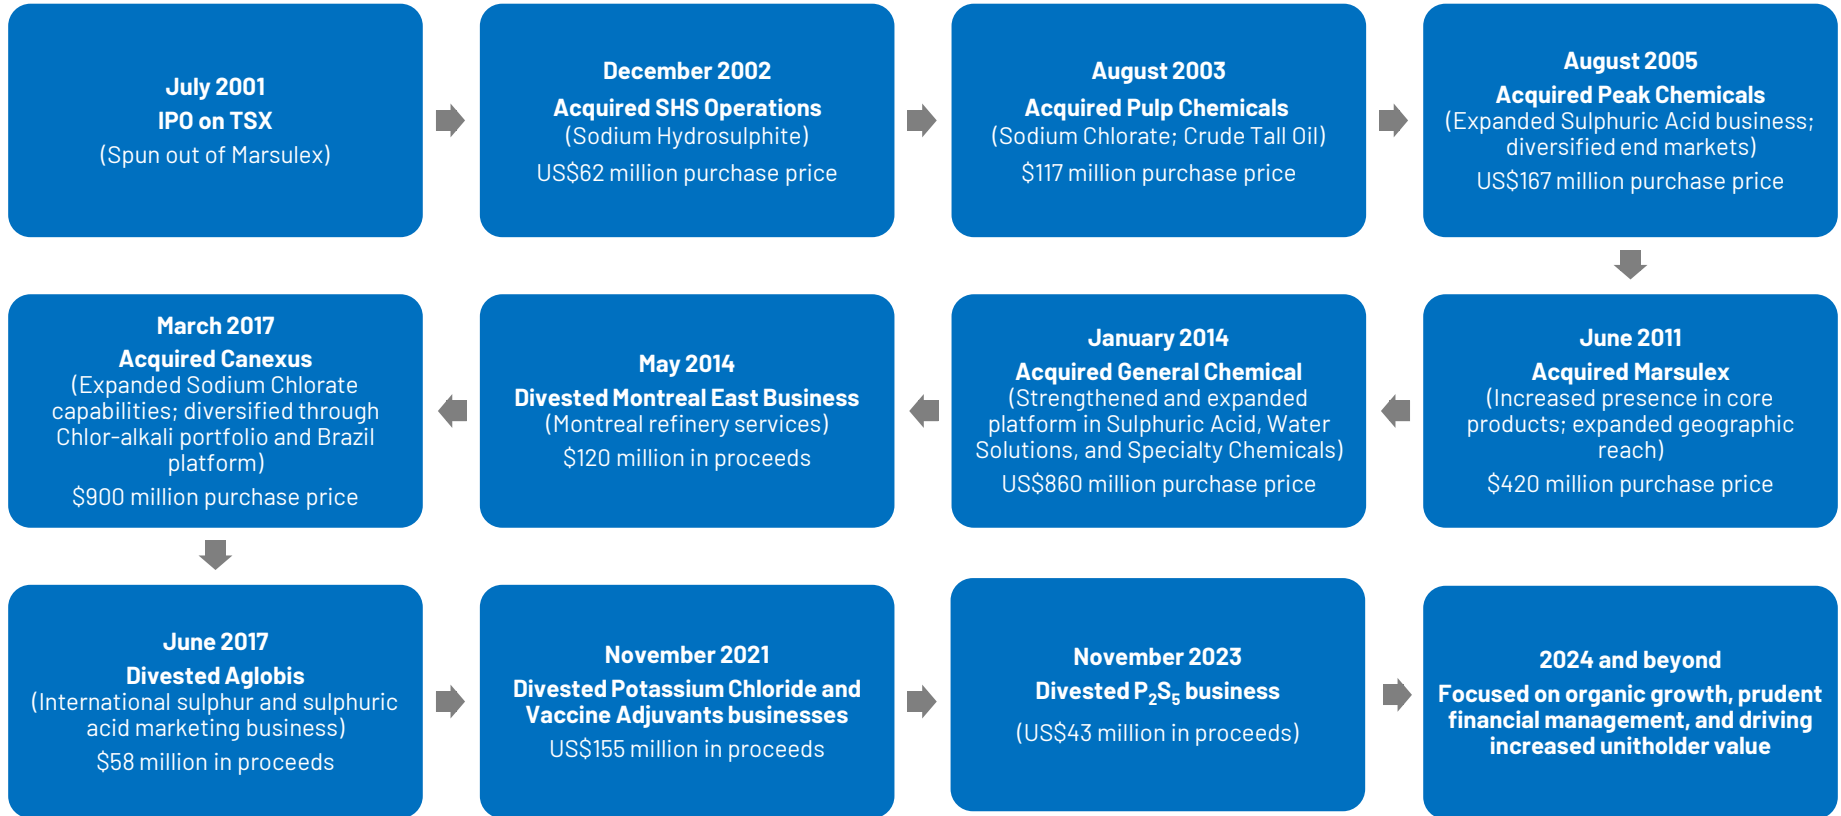 July 2001
IPO on TSX
(Spun out of Marsulex)
December 2002
Acquired SHS Operations
(Sodium Hydrosulphite)
US$62 million purchase price
August 2003
Acquired Pulp Chemicals
(Sodium Chlorate; Crude Tall Oil)
$117 million purchase price
August 2005
Acquired Peak Chemicals
(Expanded Sulphuric Acid business;
diversified end markets)
US$167 million purchase price
June 2011
Acquired Marsulex
(Increased presence in core
products; expanded geographic
reach)
$420 million purchase price
January 2014
Acquired General Chemical
(Strengthened and expanded
platform in Sulphuric Acid, Water
Solutions, and Specialty Chemicals)
US$860 million purchase price
May 2014
Divested Montreal East Business
(Montreal refinery services)
$120 million in proceeds
March 2017
Acquired Canexus
(Expanded Sodium Chlorate
capabilities; diversified through
Chlor-alkali portfolio and Brazil
platform)
$900 million purchase price
June 2017
Divested Aglobis
(International sulphur and sulphuric
acid marketing business)
$58 million in proceeds
November 2021
Divested Potassium Chloride and
Vaccine Adjuvants businesses
US$155 million in proceeds
November 2023
Divested P₂S₅ business
(US$43 million in proceeds)
2024 and beyond
Focused on organic growth, prudent
financial management, and driving
increased unitholder value